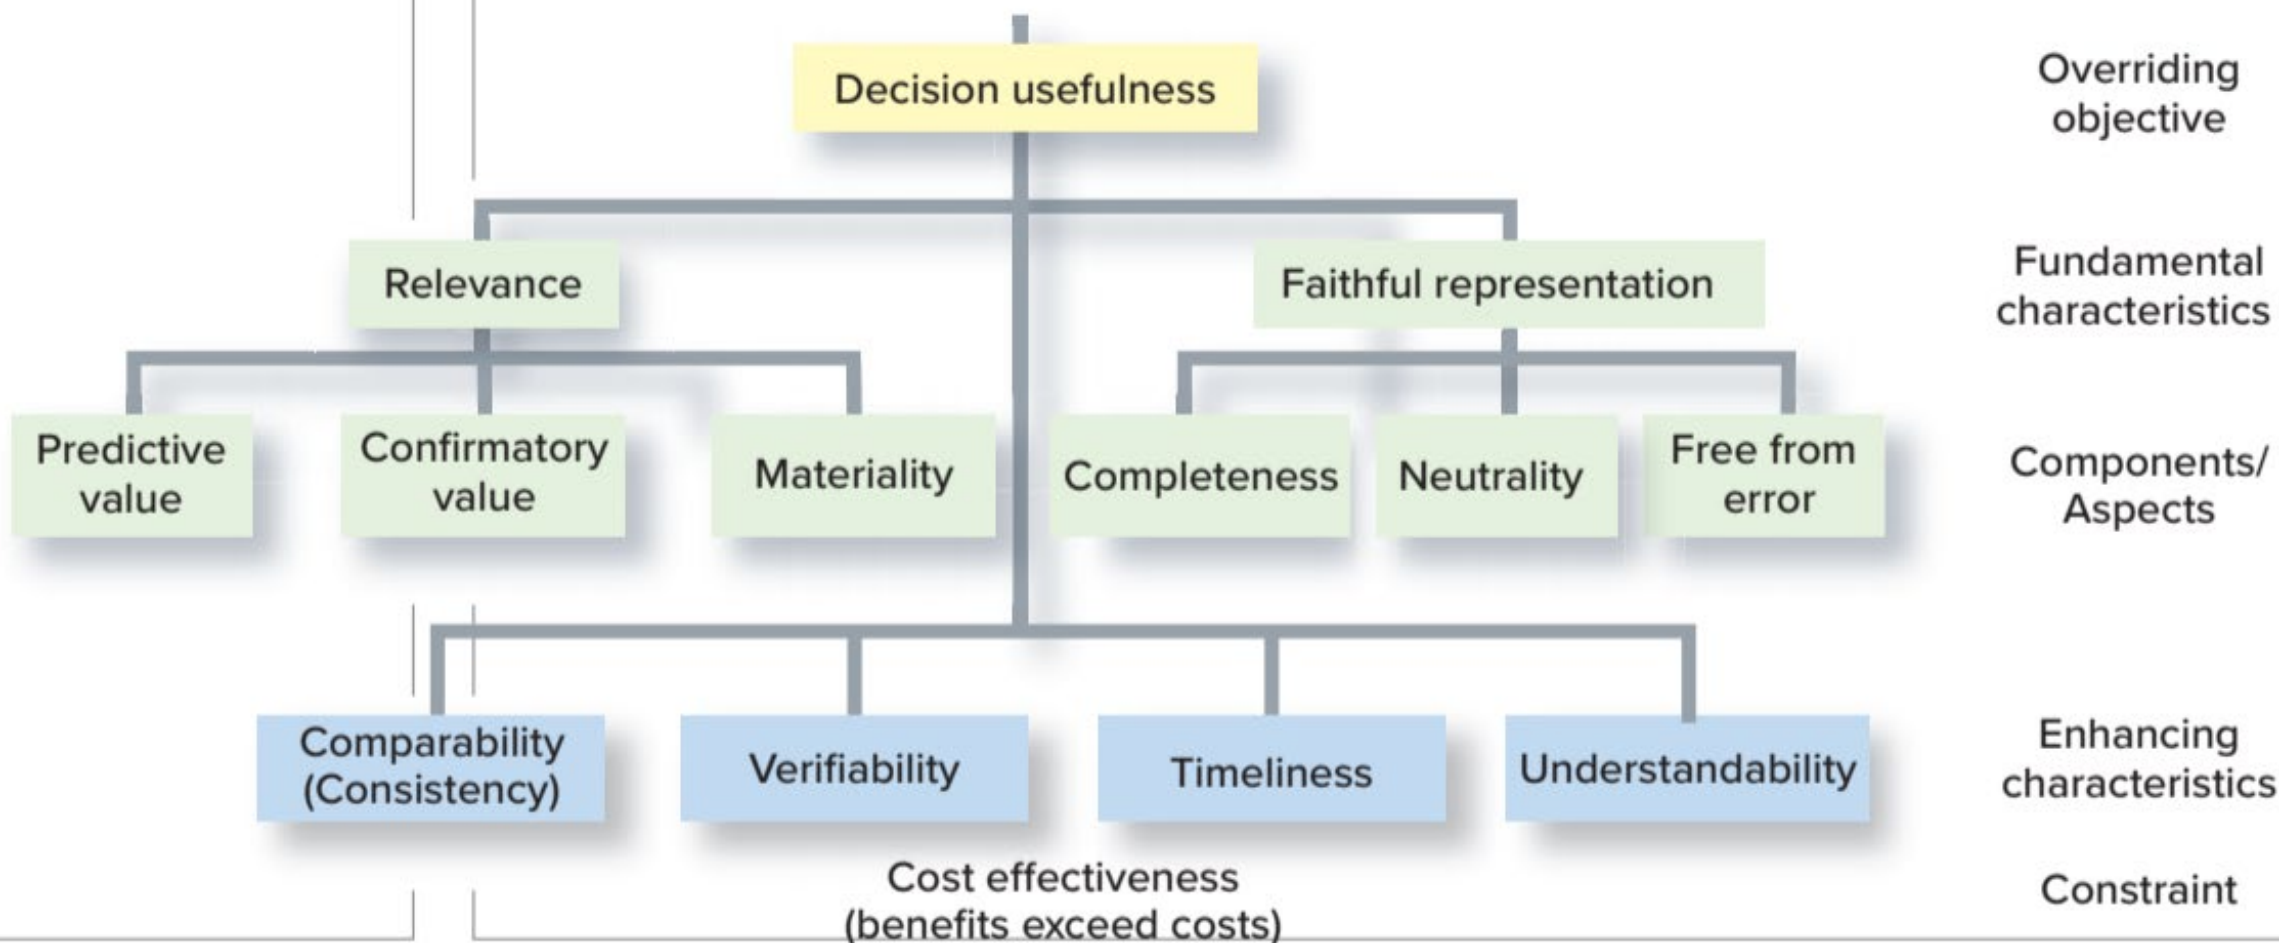 Decision usefulness
Overriding
objective
Relevance
Faithful representation
Fundamental
characteristics
Predictive
value
Confirmatory
value
Materiality
Completeness
Neutrality
Free from
error
Components/
Aspects
Comparability
(Consistency)
Verifiability
Timeliness
Understandability
Enhancing
characteristics
Cost effectiveness
(benefits exceed costs)
Constraint